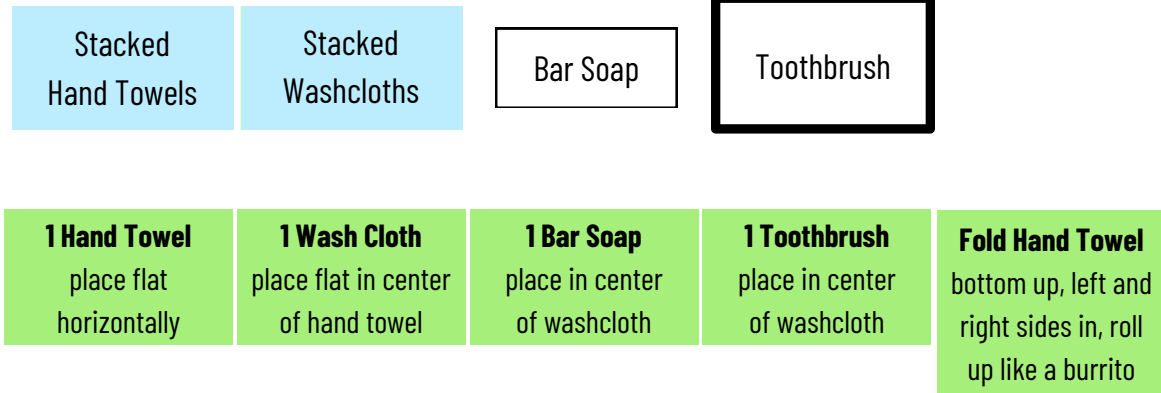 Stacked
Hand Towels
Stacked
Washcloths
Bar Soap
Toothbrush
1 Hand Towel
place flat
horizontally
1 Wash Cloth
place flat in center
of hand towel
1 Bar Soap
place in center
of washcloth
1 Toothbrush
place in center
of washcloth
Fold Hand Towel
bottom up, left and
right sides in, roll
up like a burrito